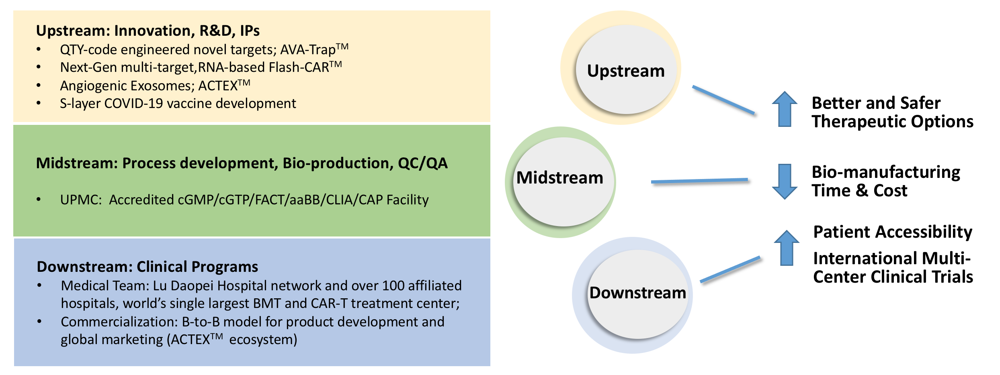 Upstream: Innovation, R&D, IPs
• QTY-code engineered novel targets; AVA-Trap™
• Next-Gen multi-target,RNA-based Flash-CAR™
• Angiogenic Exosomes; ACTEX™
• S-layer COVID-19 vaccine development
Midstream: Process development, Bio-production, QC/QA
• UPMC:  Accredited cGMP/cGTP/FACT/aaBB/CLIA/CAP Facility
Downstream: Clinical Programs
• Medical Team: Lu Daopei Hospital network and over 100 affiliated
hospitals, world’s single largest BMT and CAR-T treatment center;
• Commercialization: B-to-B model for product development and
global marketing (ACTEX™ ecosystem)
Upstream
Midstream
Downstream
Better and Safer
Therapeutic Options
Bio-manufacturing
Time & Cost
Patient Accessibility
International Multi-
Center Clinical Trials